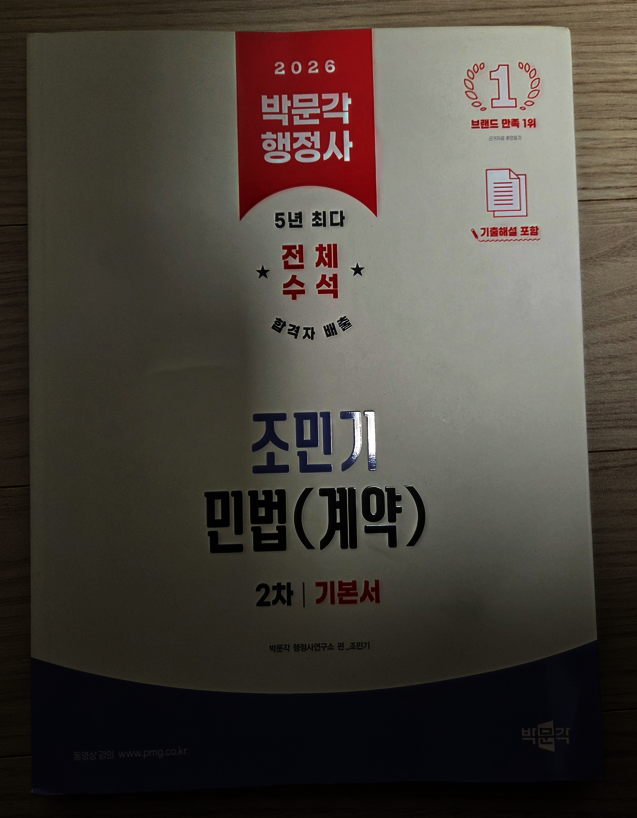 2026
박문각
행정사
1
브랜드 만족 1위
기출해설 포함
5년 최다
전체
수석
합격자 배출
조민기
민법(계약)
2차 | 기본서
박문각 행정사연구소 편_조민기
박문각
동영상 강의 www.pmg.co.kr